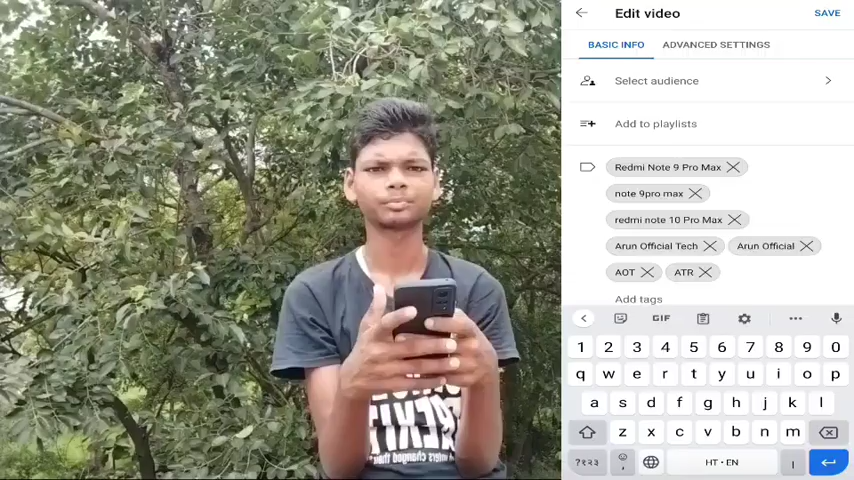 Edit video
SAVE
BASIC INFO
ADVANCED SETTINGS
Select audience
Add to playlists
Redmi Note 9 Pro Max
note 9pro max
redmi note 10 Pro Max
Arun Official Tech
Arun Official
AOT
ATR
Add tags
GIF
1 2 3 4 5 6 7 8 9 0
q w e r t y u i o p
a s d f g h j k l
z x c v b n m
?१२३
,
HT • EN
।